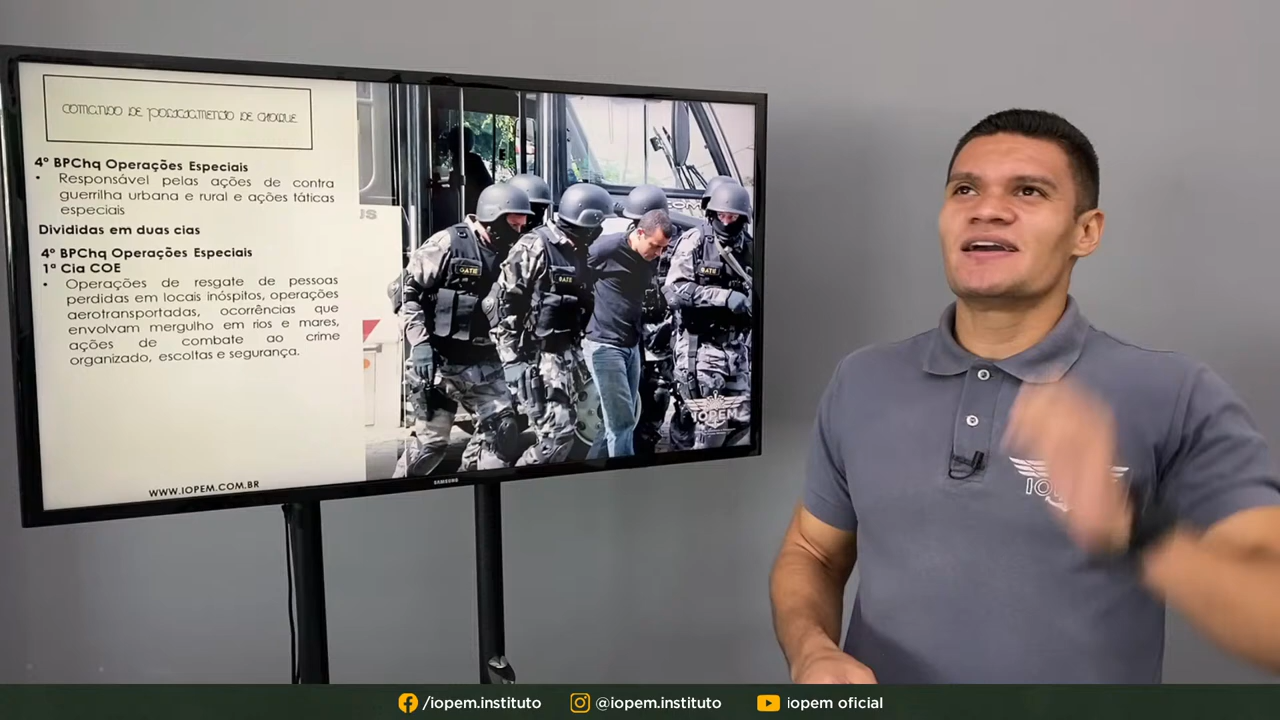 COMANDO DE POLICIAMENTO DE CHOQUE
4º BPChq Operações Especiais
• Responsável pelas ações de contra
guerrilha urbana e rural e ações táticas
especiais
Divididas em duas cias
4º BPChq Operações Especiais
1ª Cia COE
• Operações de resgate de pessoas
perdidas em locais inóspitos, operações
aerotransportadas, ocorrências que
envolvam mergulho em rios e mares,
ações de combate ao crime
organizado, escoltas e segurança.
WWW.IOPEM.COM.BR
GATE
GATE
GATE
IOPEM
SAMSUNG
/iopem.instituto
@iopem.instituto
iopem oficial